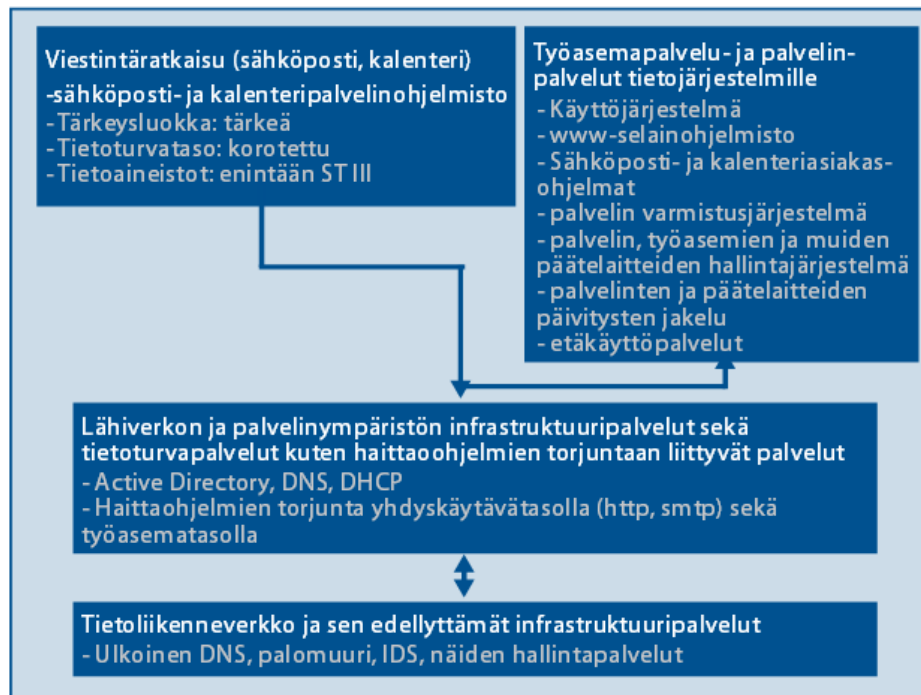 Viestintäratkaisu (sähköposti, kalenteri)
-sähköposti- ja kalenteripalvelinohjelmisto
- Tärkeysluokka: tärkeä
- Tietoturvataso: korotettu
- Tietoaineistot: enintään ST III
Työasemapalvelu- ja palvelin-
palvelut tietojärjestelmille
- Käyttöjärjestelmä
- www-selainohjelmisto
- Sähköposti- ja kalenteriasiakas-
ohjelmat
- palvelin varmistusjärjestelmä
- palvelin, työasemien ja muiden
päätelaitteiden hallintajärjestelmä
- palvelinten ja päätelaitteiden
päivitysten jakelu
- etäkäyttöpalvelut
Lähiverkon ja palvelinympäristön infrastruktuuripalvelut sekä
tietoturvapalvelut kuten haittaohjelmien torjuntaan liittyvät palvelut
- Active Directory, DNS, DHCP
- Haittaohjelmien torjunta yhdyskäytävätasolla (http, smtp) sekä
työasematasolla
Tietoliikenneverkko ja sen edellyttämät infrastruktuuripalvelut
- Ulkoinen DNS, palomuuri, IDS, näiden hallintapalvelut